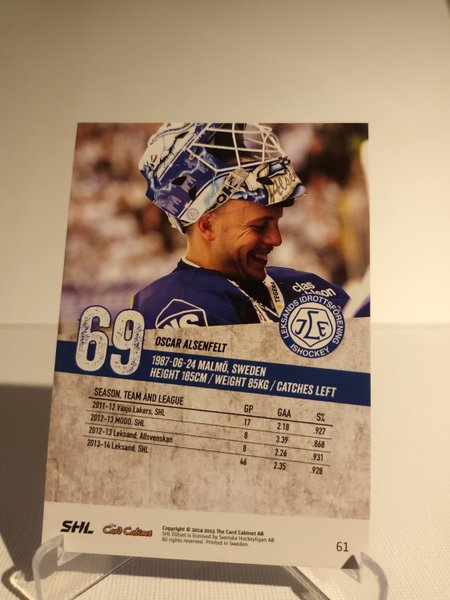 clas ohlson
TEGERA
LEKSANDS IDROTTSFÖRENING
ISHOCKEY
69
OSCAR ALSENFELT
1987-06-24 MALMÖ, SWEDEN
HEIGHT 185CM / WEIGHT 85KG / CATCHES LEFT
SEASON, TEAM AND LEAGUE GP GAA S%
2011-12 Växjö Lakers, SHL 17 2.18 .927
2012-13 MODO, SHL 8 3.39 .868
2012-13 Leksand, Allsvenskan 8 2.26 .931
2013-14 Leksand, SHL 46 2.35 .928
SHL
Card Cabinet
Copyright © 2014-2015 The Card Cabinet AB
SHL Elitset is licensed by Svenska Hockeyligan AB.
All rights reserved. Printed in Sweden.
61